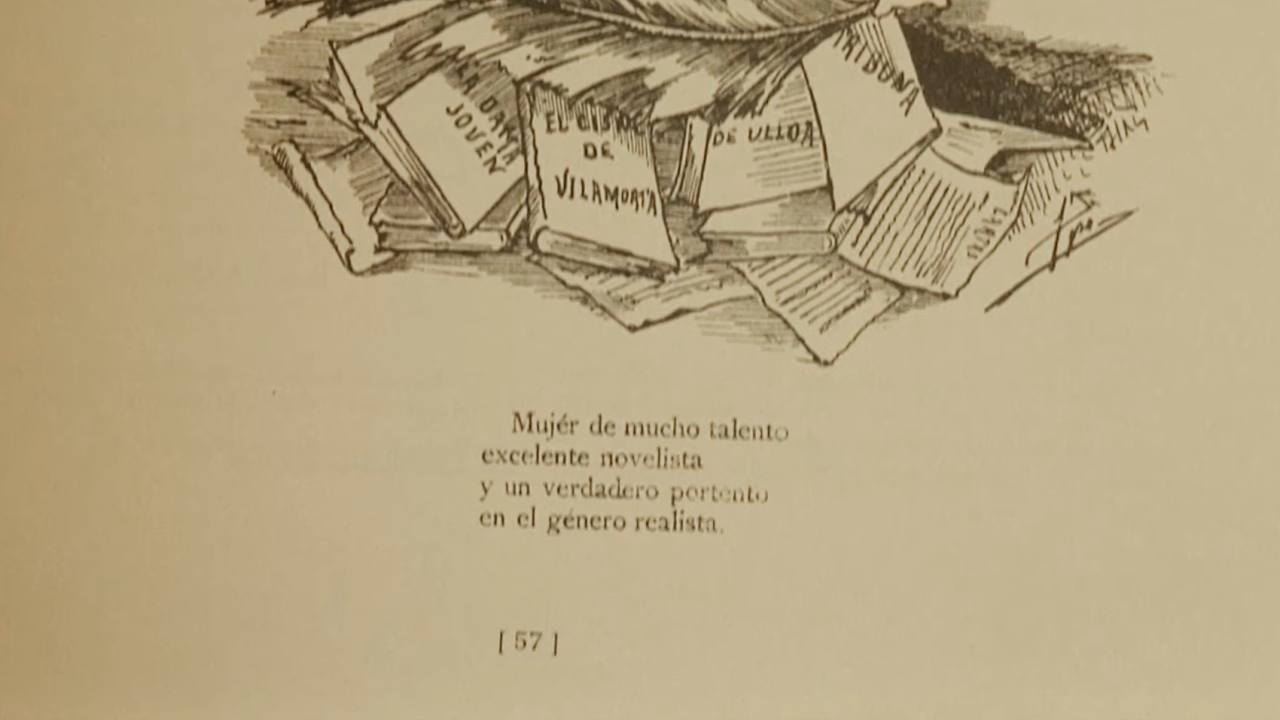 LA DAMA
JOVEN
EL CISNE
DE
VILAMORTA
DE ULLOA
TRIBUNA
Mujér de mucho talento
excelente novelista
y un verdadero portento
en el género realista.
[ 57 ]